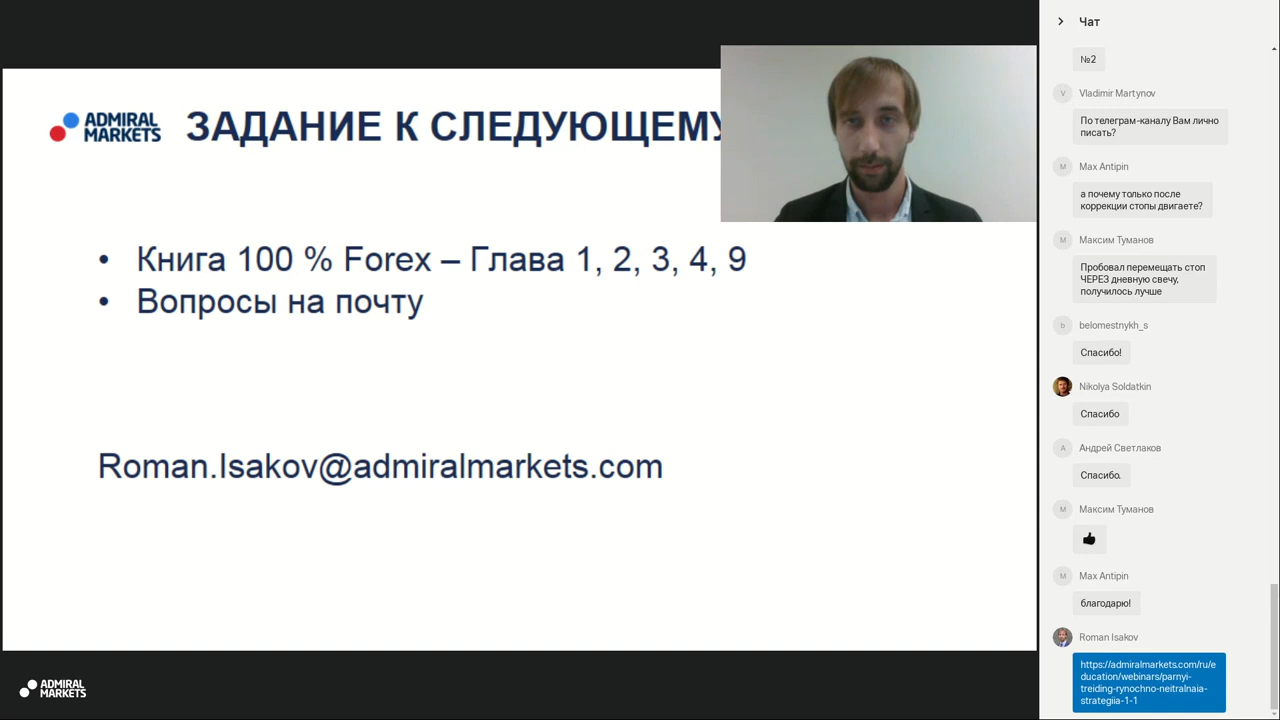 ADMIRAL
MARKETS
ЗАДАНИЕ К СЛЕДУЮЩЕМУ
• Книга 100 % Forex – Глава 1, 2, 3, 4, 9
• Вопросы на почту
Roman.Isakov@admiralmarkets.com
ADMIRAL
MARKETS
Чат
№2
V
Vladimir Martynov
По телеграм-каналу Вам лично
писать?
M
Max Antipin
а почему только после
коррекции стопы двигаете?
М
Максим Туманов
Пробовал перемещать стоп
ЧЕРЕЗ дневную свечу,
получилось лучше
b
belomestnykh_s
Спасибо!
Nikolya Soldatkin
Спасибо
А
Андрей Светлаков
Спасибо.
М
Максим Туманов
M
Max Antipin
благодарю!
Roman Isakov
https://admiralmarkets.com/ru/e
ducation/webinars/parnyi-
treiding-rynochno-neitralnaia-
strategiia-1-1